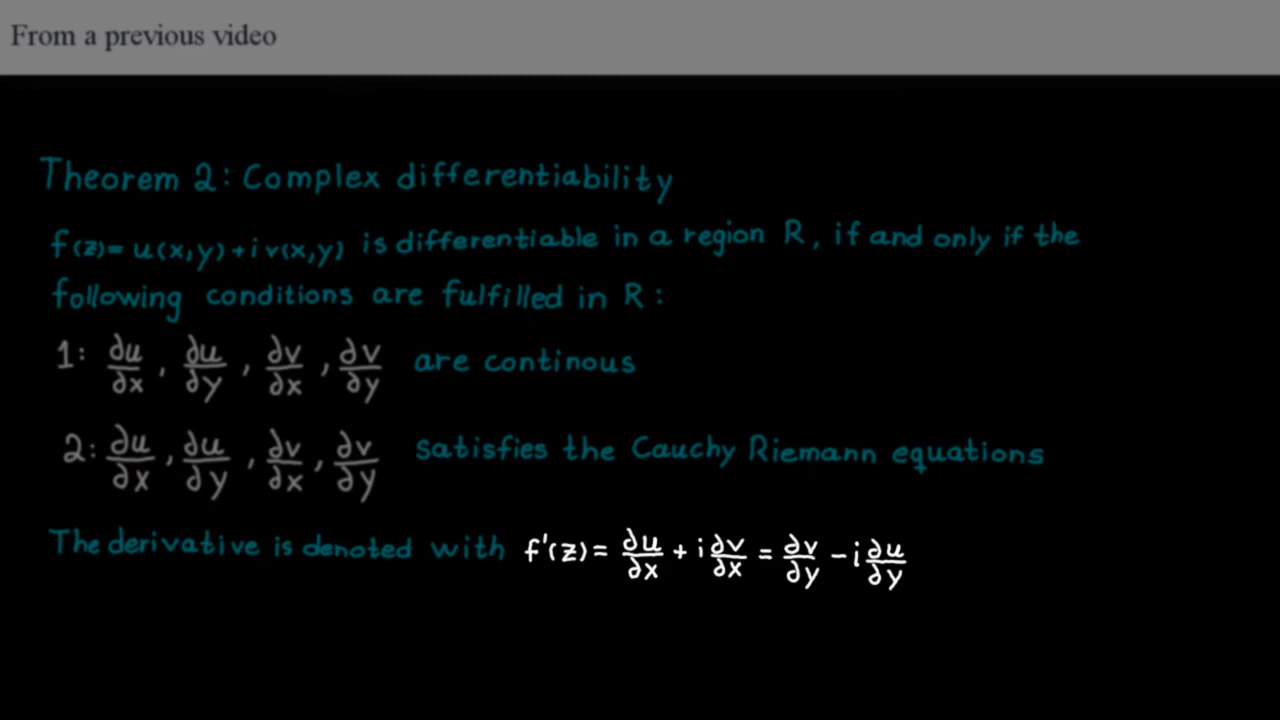 From a previous video
Theorem 2: Complex differentiability
f(z)= u(x,y) + i v(x,y) is differentiable in a region R, if and only if the
following conditions are fulfilled in R:
1: ∂u/∂x, ∂u/∂y, ∂v/∂x, ∂v/∂y are continous
2: ∂u/∂x, ∂u/∂y, ∂v/∂x, ∂v/∂y satisfies the Cauchy Riemann equations
The derivative is denoted with f'(z)= ∂u/∂x + i ∂v/∂x = ∂v/∂y - i ∂u/∂y